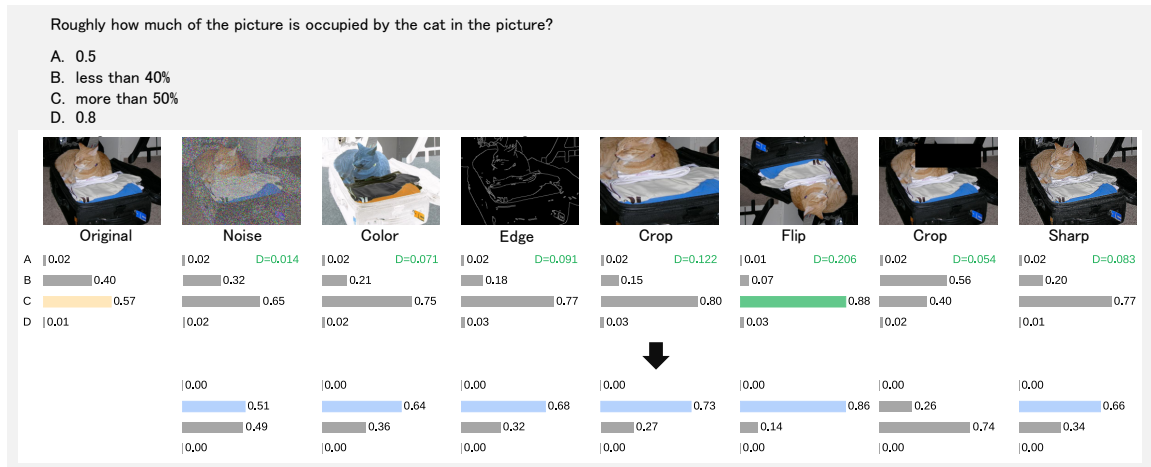 Roughly how much of the picture is occupied by the cat in the picture?
A. 0.5
B. less than 40%
C. more than 50%
D. 0.8
Original Noise Color Edge Crop Flip Crop Sharp
A 0.02 0.02 D=0.014 0.02 D=0.071 0.02 D=0.091 0.02 D=0.122 0.01 D=0.206 0.02 D=0.054 0.02 D=0.083
B 0.40 0.32 0.21 0.18 0.15 0.07 0.56 0.20
C 0.57 0.65 0.75 0.77 0.80 0.88 0.40 0.77
D 0.01 0.02 0.02 0.03 0.03 0.03 0.02 0.01
0.00 0.00 0.00 0.00 0.00 0.00 0.00
0.51 0.64 0.68 0.73 0.86 0.26 0.66
0.49 0.36 0.32 0.27 0.14 0.74 0.34
0.00 0.00 0.00 0.00 0.00 0.00 0.00